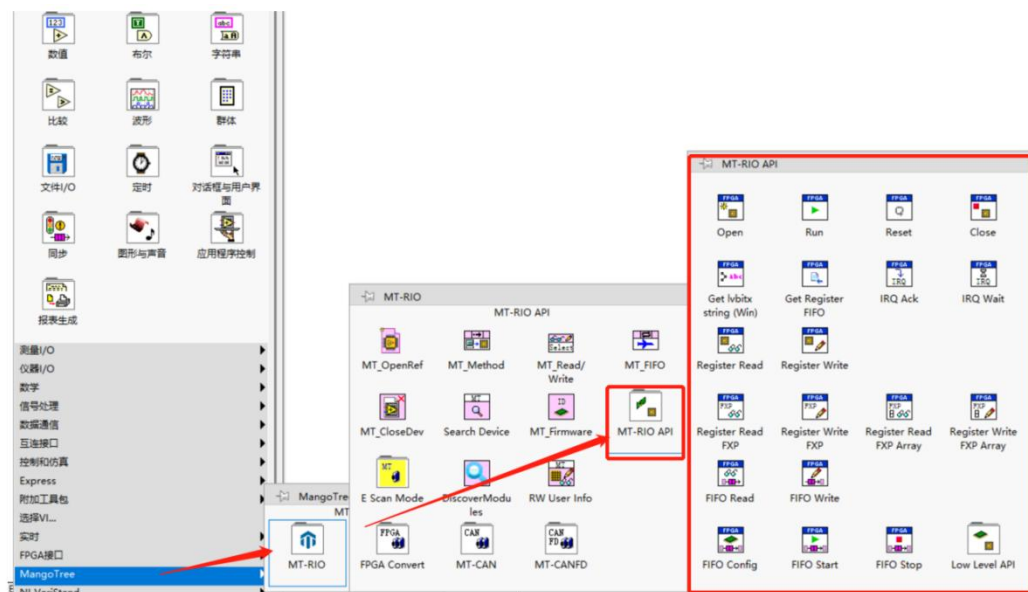 数值
布尔
字符串
比较
波形
群体
文件I/O
定时
对话框与用户界
面
同步
图形与声音
应用程序控制
报表生成
测量I/O
仪器I/O
数学
信号处理
数据通信
互连接口
控制和仿真
Express
附加工具包
选择VI...
实时
FPGA接口
MangoTree
MT-RIO
MT-RIO
MT-RIO API
MT_OpenRef
MT_Method
MT_Read/
Write
MT_FIFO
MT_CloseDev
Search Device
MT_Firmware
MT-RIO API
E Scan Mode
DiscoverModu
les
RW User Info
FPGA Convert
MT-CAN
MT-CANFD
MT-RIO API
Open
Run
Reset
Close
Get lvbitx
string (Win)
Get Register
FIFO
IRQ Ack
IRQ Wait
Register Read
Register Write
Register Read
FXP
Register Write
FXP
Register Read
FXP Array
Register Write
FXP Array
FIFO Read
FIFO Write
FIFO Config
FIFO Start
FIFO Stop
Low Level API